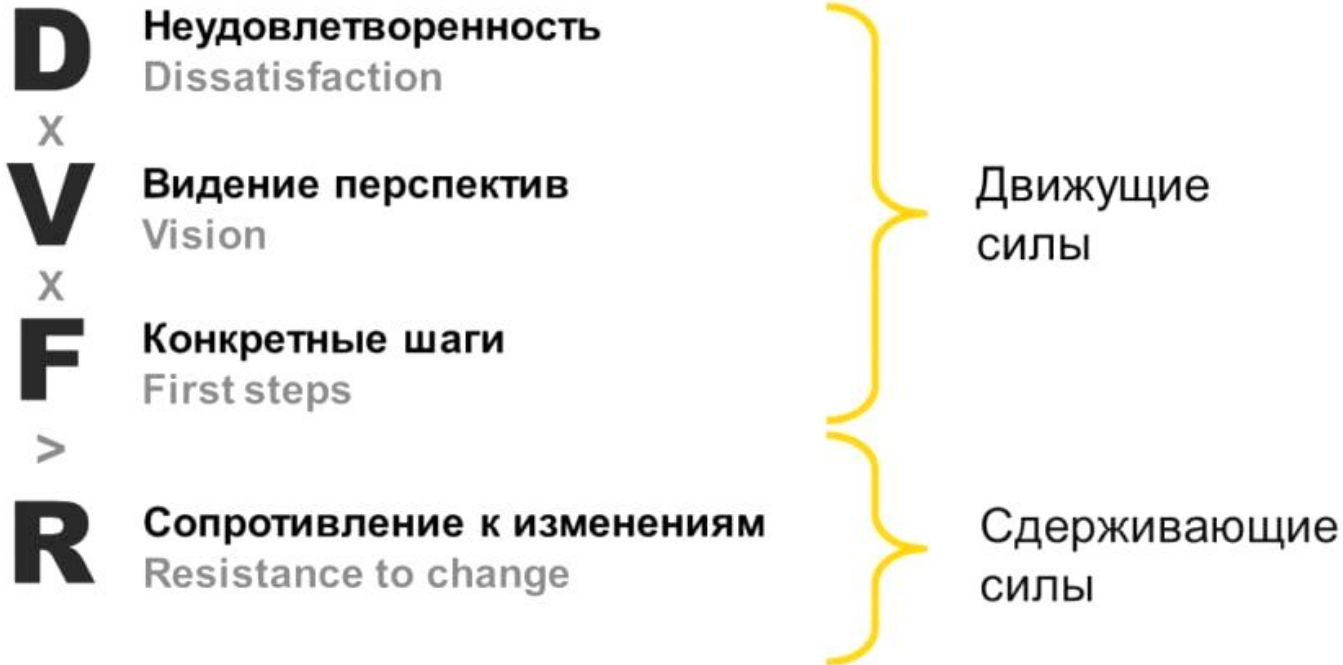 D Неудовлетворенность
Dissatisfaction
x
V Видение перспектив
Vision
x
F Конкретные шаги
First steps
>
R Сопротивление к изменениям
Resistance to change
Движущие
силы
Сдерживающие
силы